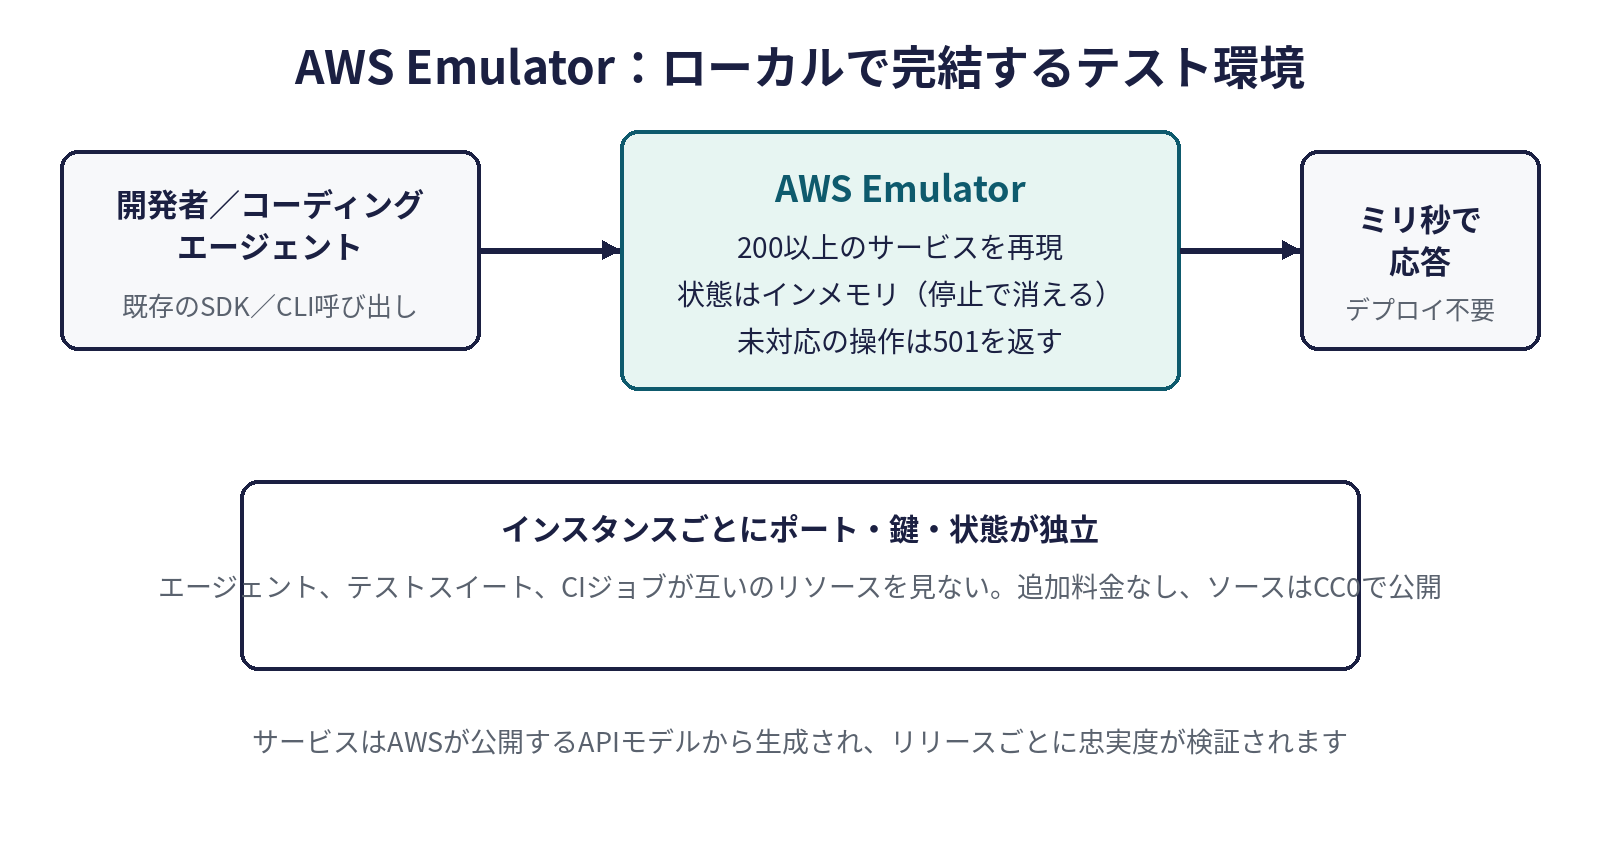 AWS Emulator：ローカルで完結するテスト環境
開発者／コーディング
エージェント
既存のSDK／CLI呼び出し
AWS Emulator
200以上のサービスを再現
状態はインメモリ（停止で消える）
未対応の操作は501を返す
ミリ秒で
応答
デプロイ不要
インスタンスごとにポート・鍵・状態が独立
エージェント、テストスイート、CIジョブが互いのリソースを見ない。追加料金なし、ソースはCC0で公開
サービスはAWSが公開するAPIモデルから生成され、リリースごとに忠実度が検証されます